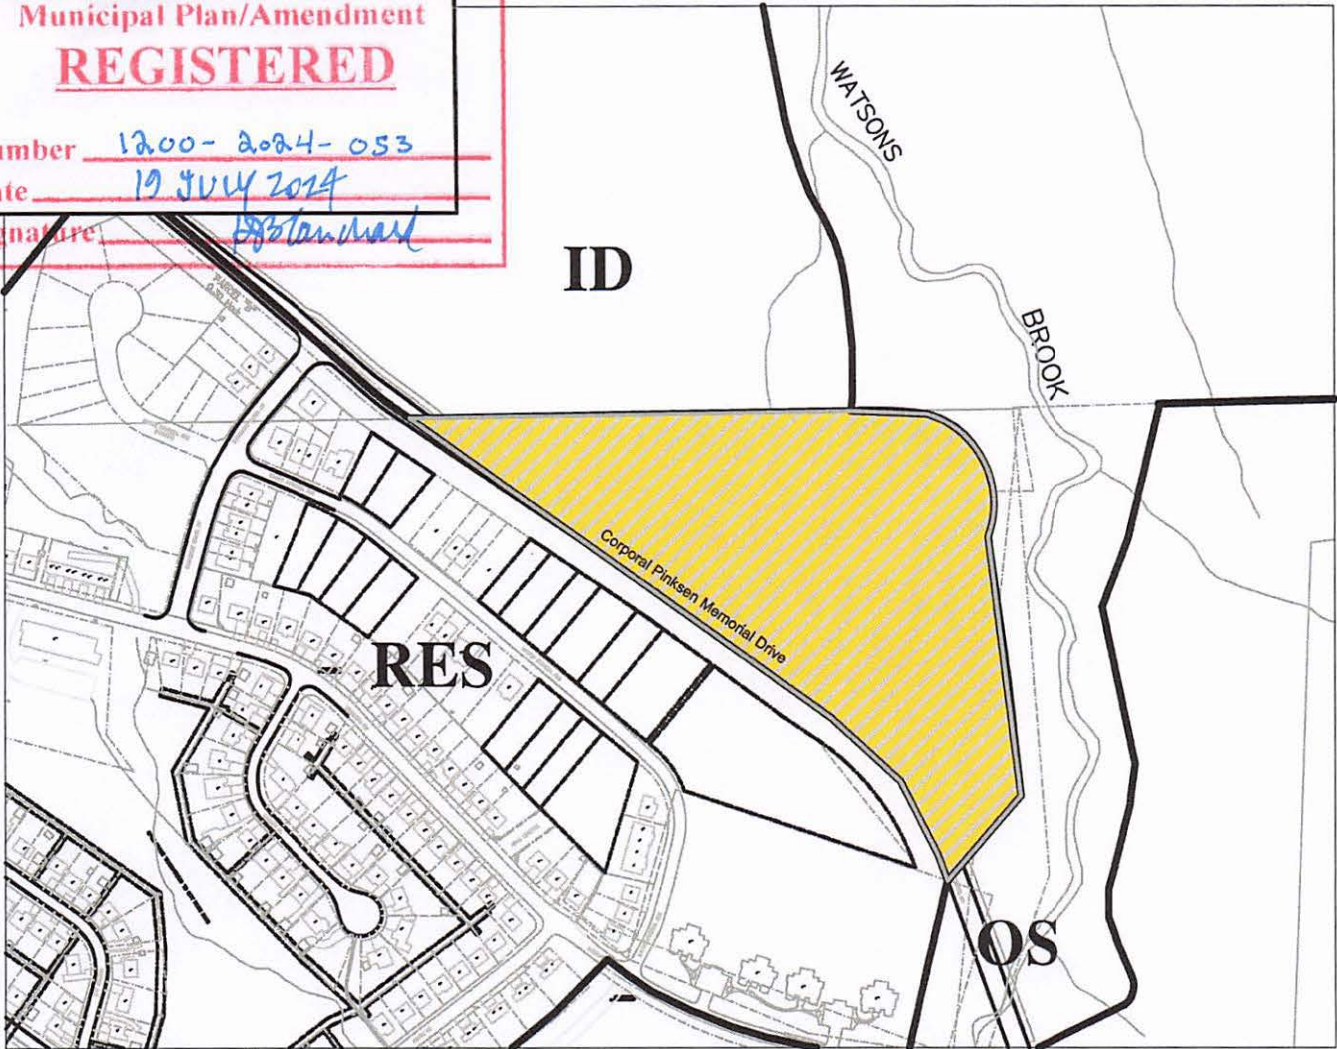 Municipal Plan/Amendment
REGISTERED
umber 1200-2024-053
ate 19 JULY 2024
gnature
WATSONS
BROOK
ID
Corporal Pinksen Memorial Drive
RES
OS